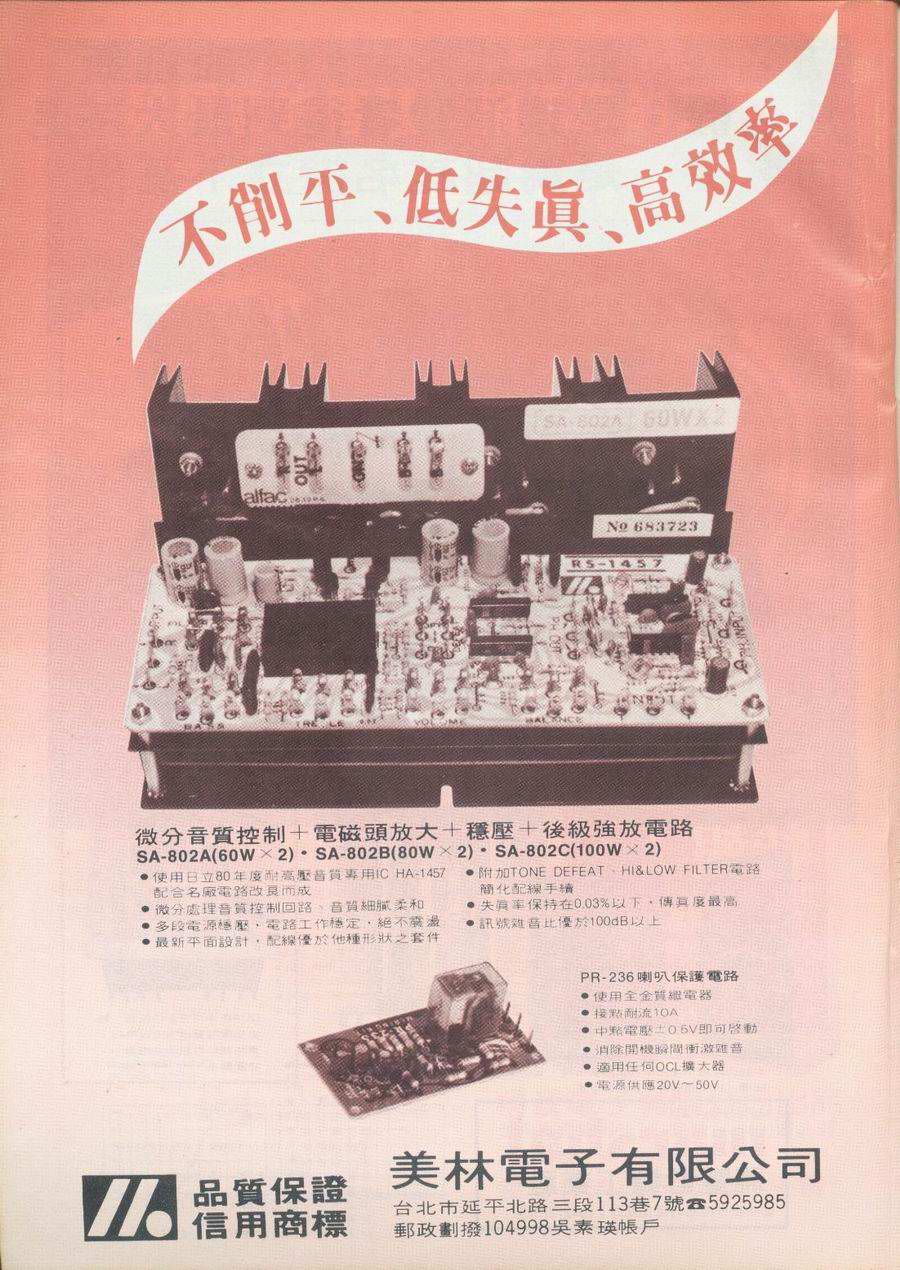 不削平、低失眞、高效率
SA-802A 60W×2
OUT
GND
alfac
№ 683723
RS-1457
BASS TREBLE VOLUME BALANCE
微分音質控制＋電磁頭放大＋穩壓＋後級強放電路
SA-802A(60W×2)・SA-802B(80W×2)・SA-802C(100W×2)
●使用日立80年度耐高壓音質專用IC HA-1457
配合名廠電路改良而成
●微分處理音質控制回路、音質細膩柔和
●多段電源穩壓，電路工作穩定，絕不震盪
●最新平面設計，配線優於他種形狀之套件
●附加TONE DEFEAT、HI&LOW FILTER電路
簡化配線手續
●失眞率保持在0.03%以下，傳眞度最高
●訊號雜音比優於100dB以上
PR-236喇叭保護電路
●使用全金質繼電器
●接點耐流10A
●中點電壓±0.5V即可啓動
●消除開機瞬間衝激雜音
●適用任何OCL擴大器
●電源供應20V～50V
品質保證
信用商標
美林電子有限公司
台北市延平北路三段113巷7號☎5925985
郵政劃撥104998吳素瑛帳戶